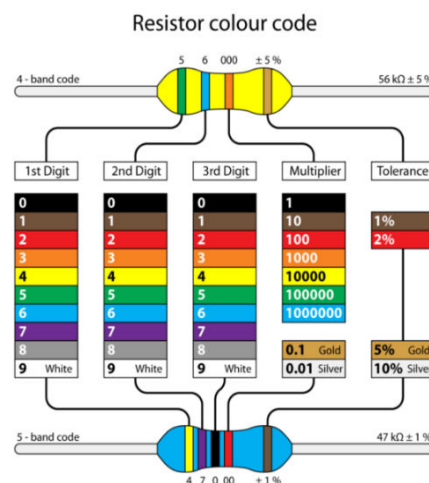 Resistor colour code
5 6 000 ± 5 %
4 - band code 56 kΩ ± 5 %
1st Digit 2nd Digit 3rd Digit Multiplier Tolerance
0 0 0 1
1 1 1 10 1%
2 2 2 100 2%
3 3 3 1000
4 4 4 10000
5 5 5 100000
6 6 6 1000000
7 7 7
8 8 8 0.1 Gold 5% Gold
9 White 9 White 9 White 0.01 Silver 10% Silver
5 - band code 47 kΩ ± 1 %
4 7 0 00 ± 1 %